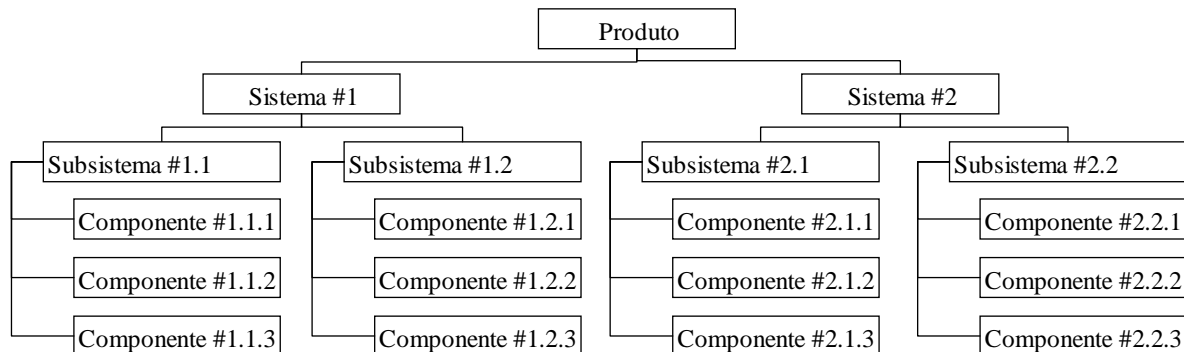 Produto
Sistema #1
Sistema #2
Subsistema #1.1
Subsistema #1.2
Subsistema #2.1
Subsistema #2.2
Componente #1.1.1
Componente #1.2.1
Componente #2.1.1
Componente #2.2.1
Componente #1.1.2
Componente #1.2.2
Componente #2.1.2
Componente #2.2.2
Componente #1.1.3
Componente #1.2.3
Componente #2.1.3
Componente #2.2.3